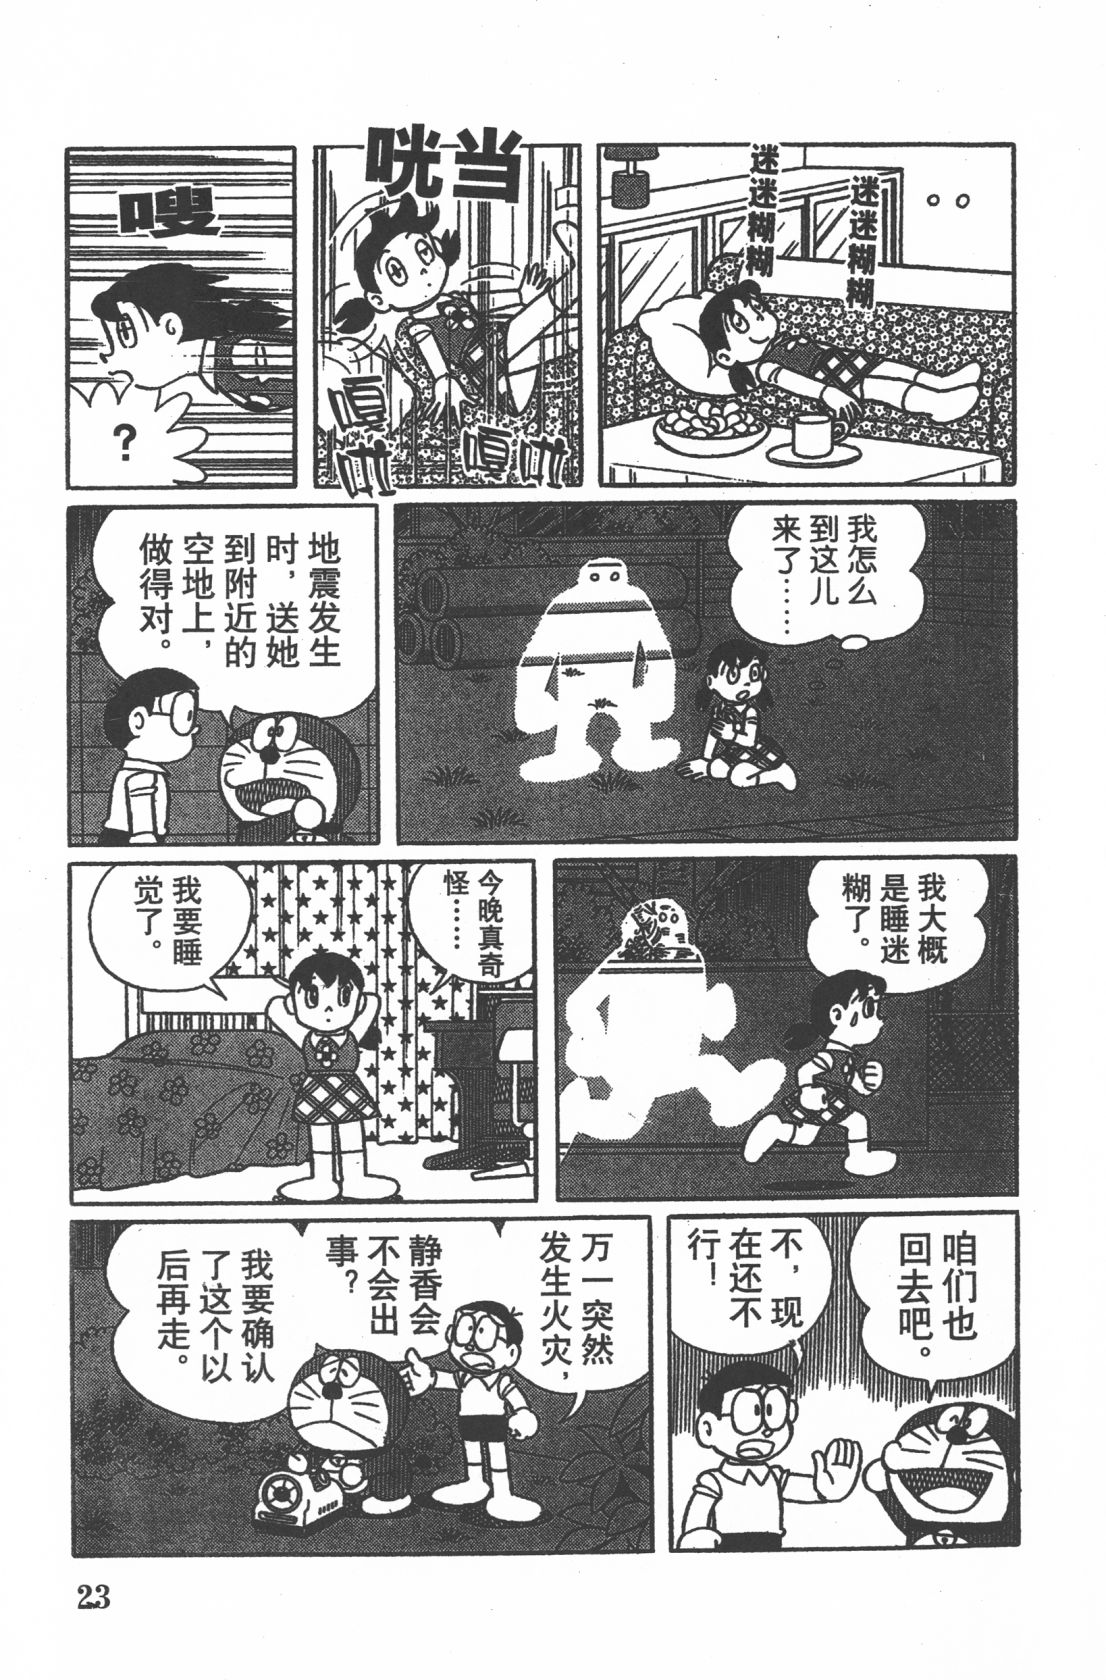 迷迷糊糊
迷迷糊糊
咣当
嘎
啦
嘎啦
嗖
？
我怎么
到这儿
来了……
地震发生
时，送她
到附近的
空地上，
做得对。
我大概
是睡迷
糊了。
今晚真奇
怪……
我要睡
觉了。
咱们也
回去吧。
不，现
在还不
行！
万一突然
发生火灾，
静香会
不会出
事？
我要确认
了这个以
后再走。
23